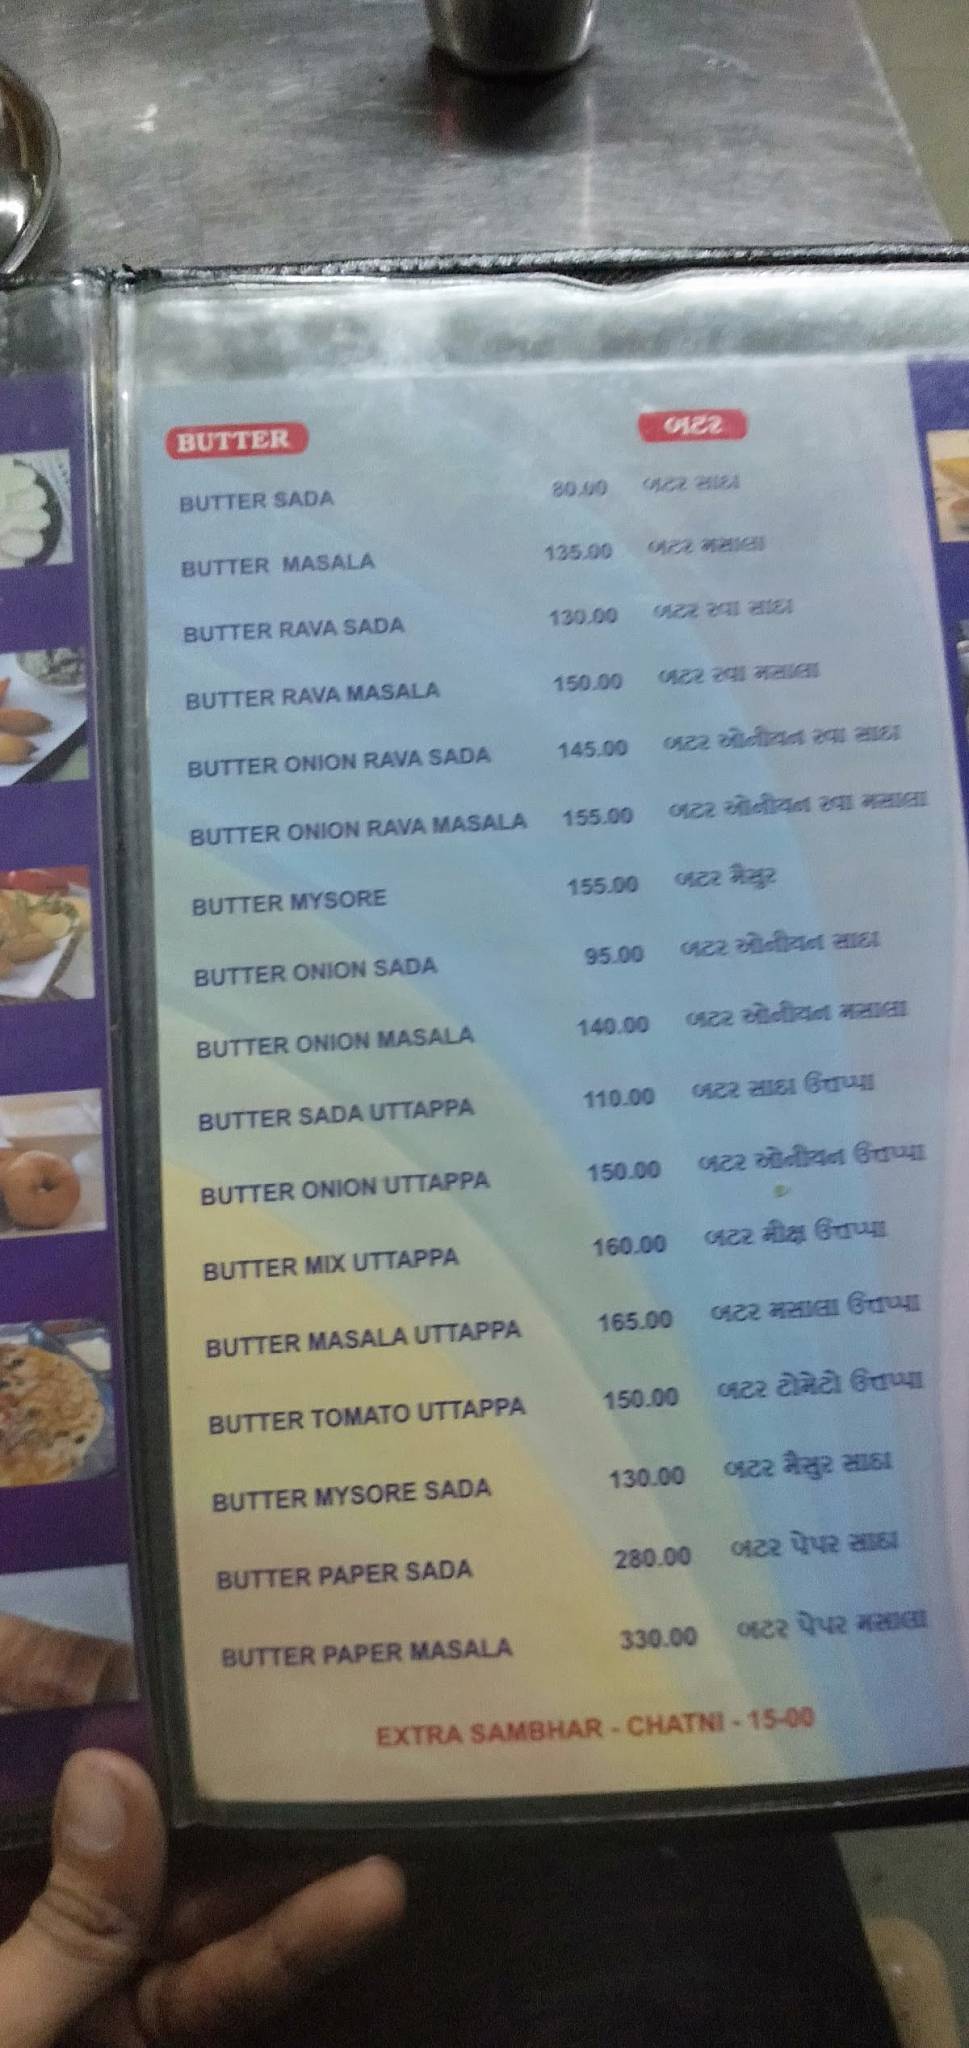 BUTTER બટર
BUTTER SADA 80.00 બટર સાદા
BUTTER MASALA 135.00 બટર મસાલા
BUTTER RAVA SADA 130.00 બટર રવા સાદા
BUTTER RAVA MASALA 150.00 બટર રવા મસાલા
BUTTER ONION RAVA SADA 145.00 બટર ઓનીયન રવા સાદા
BUTTER ONION RAVA MASALA 155.00 બટર ઓનીયન રવા મસાલા
BUTTER MYSORE 155.00 બટર મૈસુર
BUTTER ONION SADA 95.00 બટર ઓનીયન સાદા
BUTTER ONION MASALA 140.00 બટર ઓનીયન મસાલા
BUTTER SADA UTTAPPA 110.00 બટર સાદા ઉત્તપ્પા
BUTTER ONION UTTAPPA 150.00 બટર ઓનીયન ઉત્તપ્પા
BUTTER MIX UTTAPPA 160.00 બટર મીક્ષ ઉત્તપ્પા
BUTTER MASALA UTTAPPA 165.00 બટર મસાલા ઉત્તપ્પા
BUTTER TOMATO UTTAPPA 150.00 બટર ટોમેટો ઉત્તપ્પા
BUTTER MYSORE SADA 130.00 બટર મૈસુર સાદા
BUTTER PAPER SADA 280.00 બટર પેપર સાદા
BUTTER PAPER MASALA 330.00 બટર પેપર મસાલા
EXTRA SAMBHAR - CHATNI - 15-00